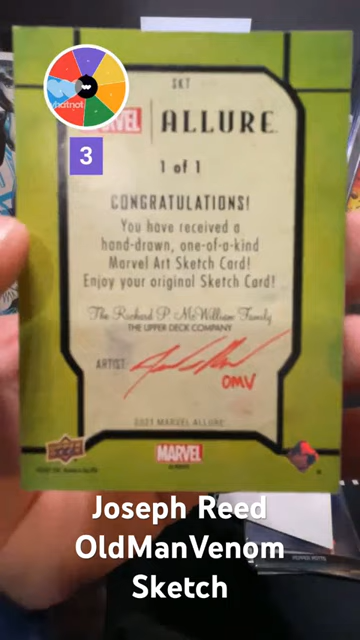 SKT
whatnot
3
MARVEL | ALLURE
1 of 1
CONGRATULATIONS!
You have received a
hand-drawn, one-of-a-kind
Marvel Art Sketch Card!
Enjoy your original Sketch Card!
The Richard P. McWilliam Family
THE UPPER DECK COMPANY
ARTIST:
OMV
2021 MARVEL ALLURE
MARVEL
Joseph Reed
OldManVenom
Sketch